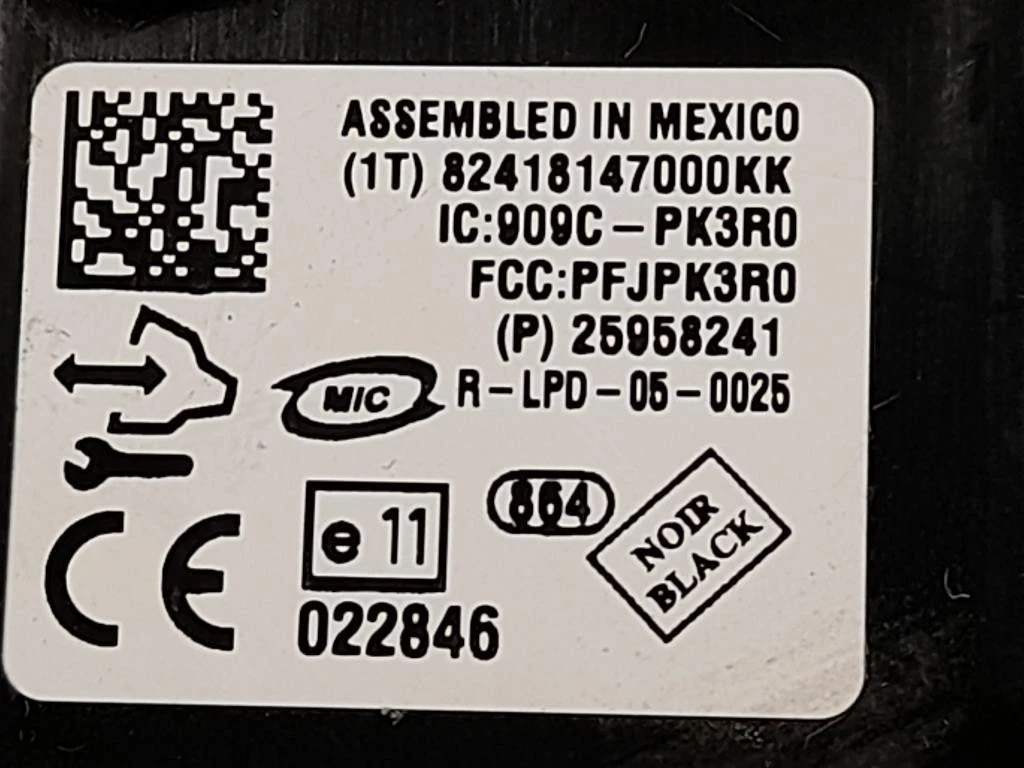 ASSEMBLED IN MEXICO
(1T) 82418147000KK
IC:909C-PK3R0
FCC:PFJPK3R0
(P) 25958241
MIC R-LPD-05-0025
e 11
864
NOIR
BLACK
CE
022846